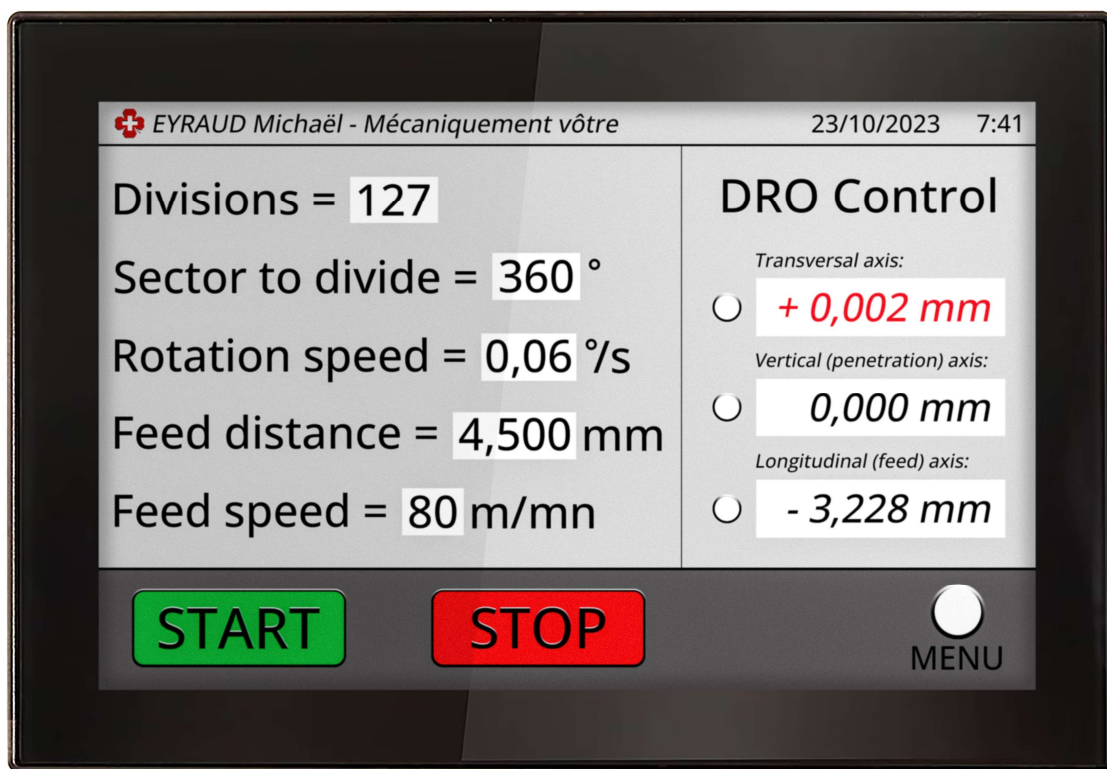 EYRAUD Michaël - Mécaniquement vôtre 23/10/2023 7:41
Divisions = 127
Sector to divide = 360 °
Rotation speed = 0,06 °/s
Feed distance = 4,500 mm
Feed speed = 80 m/mn
DRO Control
Transversal axis:
+ 0,002 mm
Vertical (penetration) axis:
0,000 mm
Longitudinal (feed) axis:
- 3,228 mm
START
STOP
MENU